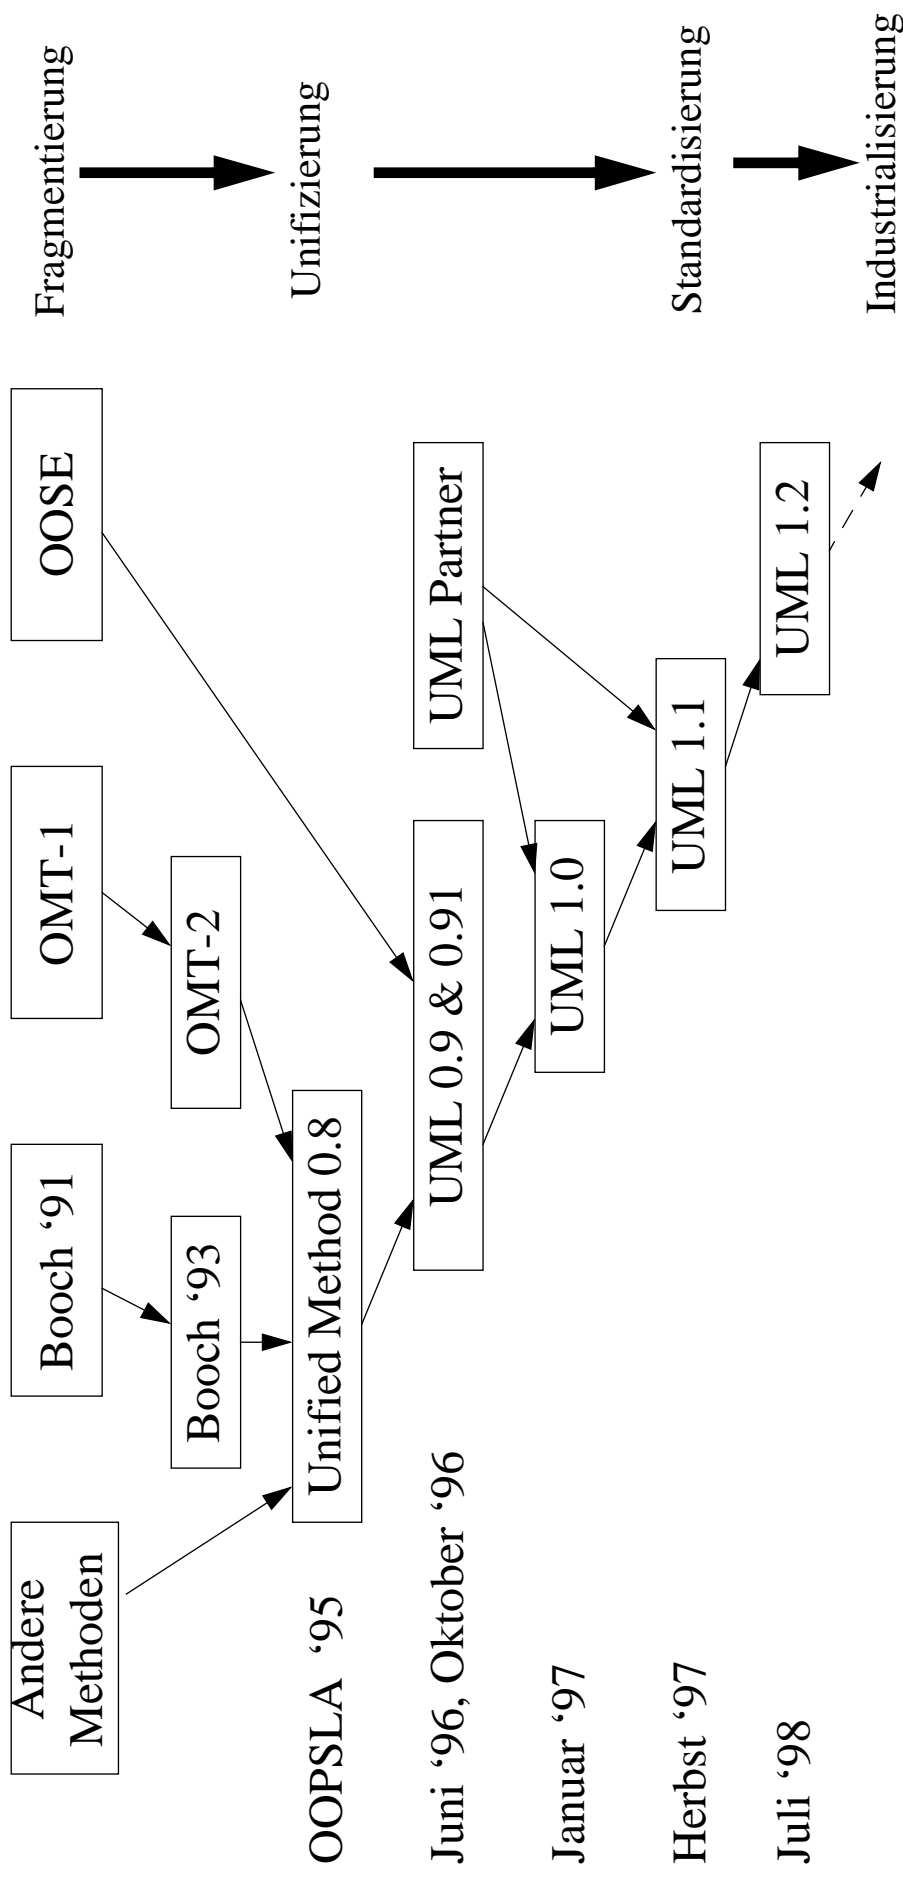 Andere
Methoden
Booch ‘91
OMT-1
OOSE
Fragmentierung
Booch ‘93
OMT-2
OOPSLA ‘95
Unified Method 0.8
Unifizierung
Juni ‘96, Oktober ‘96
UML 0.9 & 0.91
UML Partner
Januar ‘97
UML 1.0
Herbst ‘97
UML 1.1
Standardisierung
Juli ‘98
UML 1.2
Industrialisierung